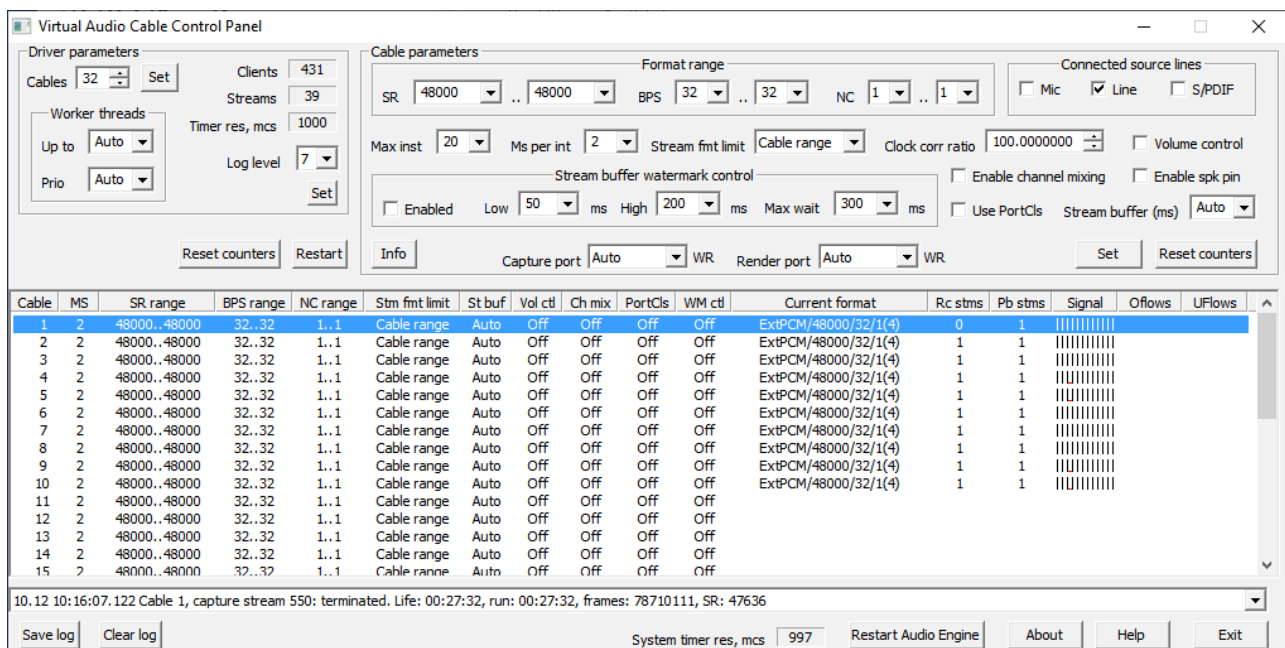 Virtual Audio Cable Control Panel
Driver parameters
Cables 32 Set
Clients 431
Streams 39
Timer res, mcs 1000
Log level 7
Set
Worker threads
Up to Auto
Prio Auto
Reset counters Restart
Cable parameters
Format range
SR 48000 .. 48000 BPS 32 .. 32 NC 1 .. 1
Connected source lines
Mic Line S/PDIF
Max inst 20 Ms per int 2 Stream fmt limit Cable range Clock corr ratio 100.0000000 Volume control
Stream buffer watermark control
Enabled Low 50 ms High 200 ms Max wait 300 ms
Enable channel mixing Enable spk pin
Use PortCls Stream buffer (ms) Auto
Info Capture port Auto WR Render port Auto WR Set Reset counters
Cable MS SR range BPS range NC range Stm fmt limit St buf Vol ctl Ch mix PortCls WM ctl Current format Rc stms Pb stms Signal Oflows UFlows
1 2 48000..48000 32..32 1..1 Cable range Auto Off Off Off Off ExtPCM/48000/32/1(4) 0 1
2 2 48000..48000 32..32 1..1 Cable range Auto Off Off Off Off ExtPCM/48000/32/1(4) 1 1
3 2 48000..48000 32..32 1..1 Cable range Auto Off Off Off Off ExtPCM/48000/32/1(4) 1 1
4 2 48000..48000 32..32 1..1 Cable range Auto Off Off Off Off ExtPCM/48000/32/1(4) 1 1
5 2 48000..48000 32..32 1..1 Cable range Auto Off Off Off Off ExtPCM/48000/32/1(4) 1 1
6 2 48000..48000 32..32 1..1 Cable range Auto Off Off Off Off ExtPCM/48000/32/1(4) 1 1
7 2 48000..48000 32..32 1..1 Cable range Auto Off Off Off Off ExtPCM/48000/32/1(4) 1 1
8 2 48000..48000 32..32 1..1 Cable range Auto Off Off Off Off ExtPCM/48000/32/1(4) 1 1
9 2 48000..48000 32..32 1..1 Cable range Auto Off Off Off Off ExtPCM/48000/32/1(4) 1 1
10 2 48000..48000 32..32 1..1 Cable range Auto Off Off Off Off ExtPCM/48000/32/1(4) 1 1
11 2 48000..48000 32..32 1..1 Cable range Auto Off Off Off Off
12 2 48000..48000 32..32 1..1 Cable range Auto Off Off Off Off
13 2 48000..48000 32..32 1..1 Cable range Auto Off Off Off Off
14 2 48000..48000 32..32 1..1 Cable range Auto Off Off Off Off
15 2 48000..48000 32..32 1..1 Cable range Auto Off Off Off Off
10.12 10:16:07.122 Cable 1, capture stream 550: terminated. Life: 00:27:32, run: 00:27:32, frames: 78710111, SR: 47636
Save log Clear log System timer res, mcs 997 Restart Audio Engine About Help Exit